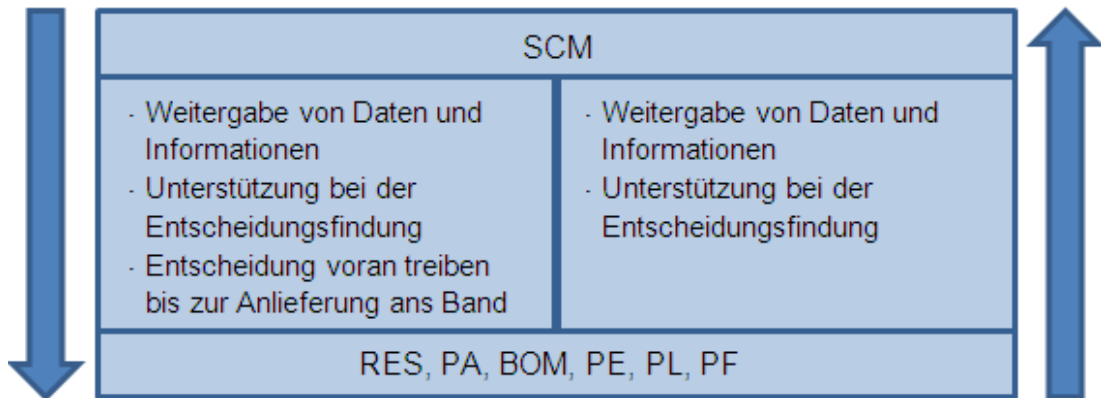 SCM
- Weitergabe von Daten und
Informationen
- Unterstützung bei der
Entscheidungsfindung
- Entscheidung voran treiben
bis zur Anlieferung ans Band
- Weitergabe von Daten und
Informationen
- Unterstützung bei der
Entscheidungsfindung
RES, PA, BOM, PE, PL, PF